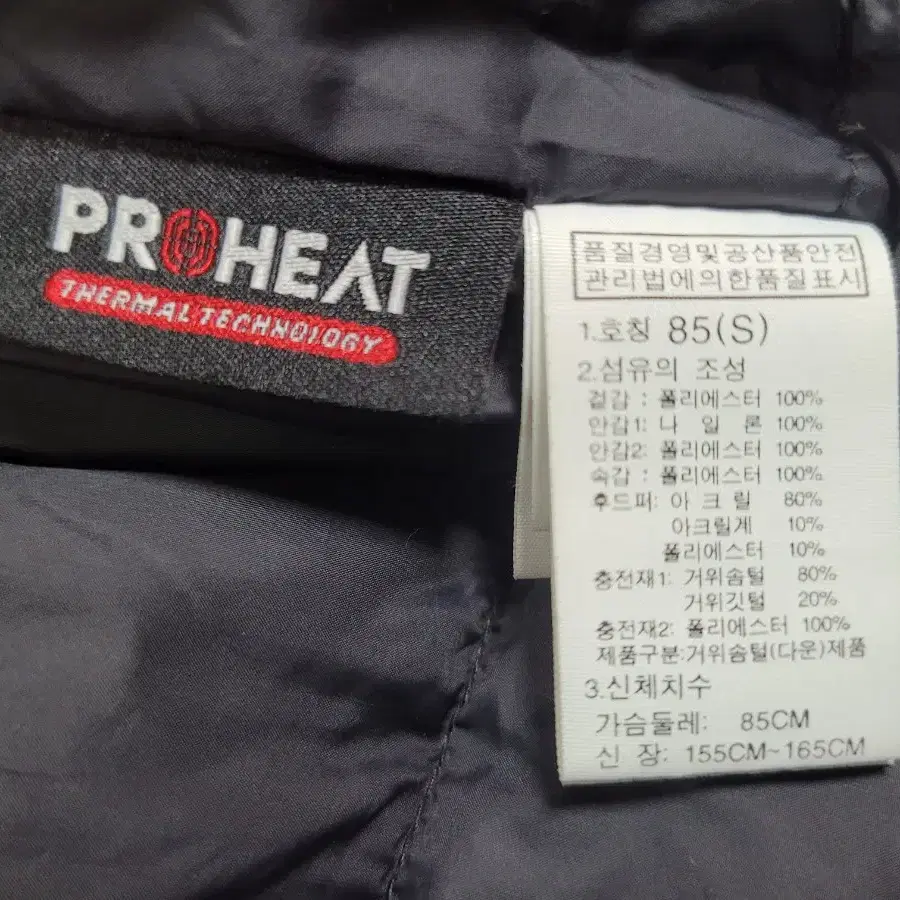 PROHEAT
THERMAL TECHNOLOGY
품질경영및공산품안전
관리법에의한품질표시
1.호칭 85(S)
2.섬유의 조성
겉감 : 폴리에스터 100%
안감1: 나 일 론 100%
안감2: 폴리에스터 100%
속감 : 폴리에스터 100%
후드퍼: 아 크 릴 80%
아크릴계 10%
폴리에스터 10%
충전재1: 거위솜털 80%
거위깃털 20%
충전재2: 폴리에스터 100%
제품구분:거위솜털(다운)제품
3.신체치수
가슴둘레: 85CM
신 장: 155CM~165CM